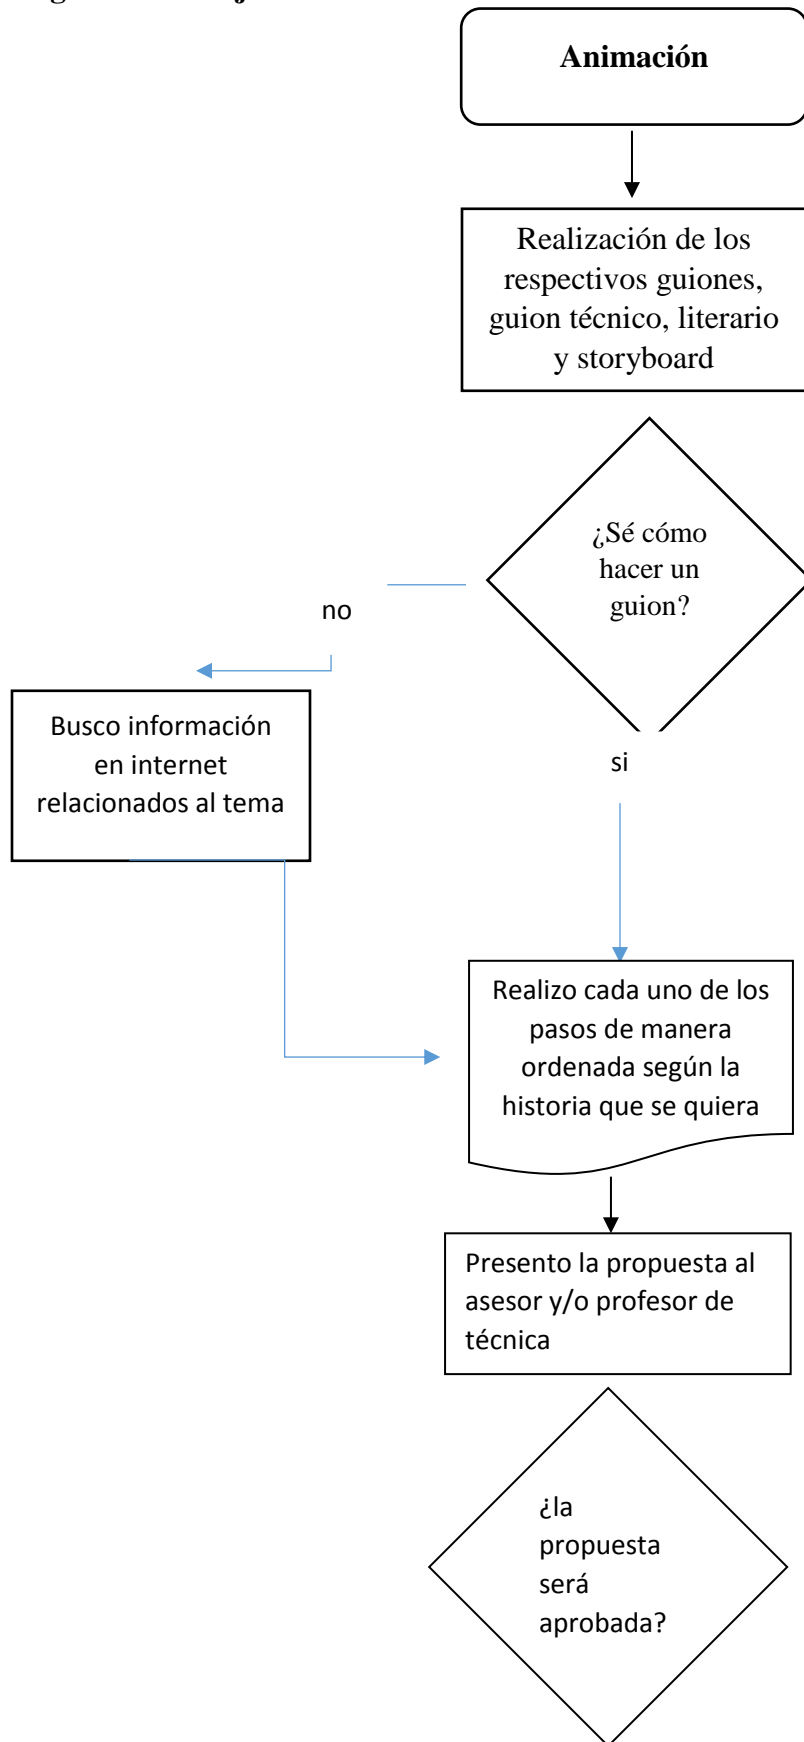 Animación
Realización de los
respectivos guiones,
guion técnico, literario
y storyboard
¿Sé cómo
hacer un
guion?
no
Busco información
en internet
relacionados al tema
si
Realizo cada uno de los
pasos de manera
ordenada según la
historia que se quiera
Presento la propuesta al
asesor y/o profesor de
técnica
¿la
propuesta
será
aprobada?